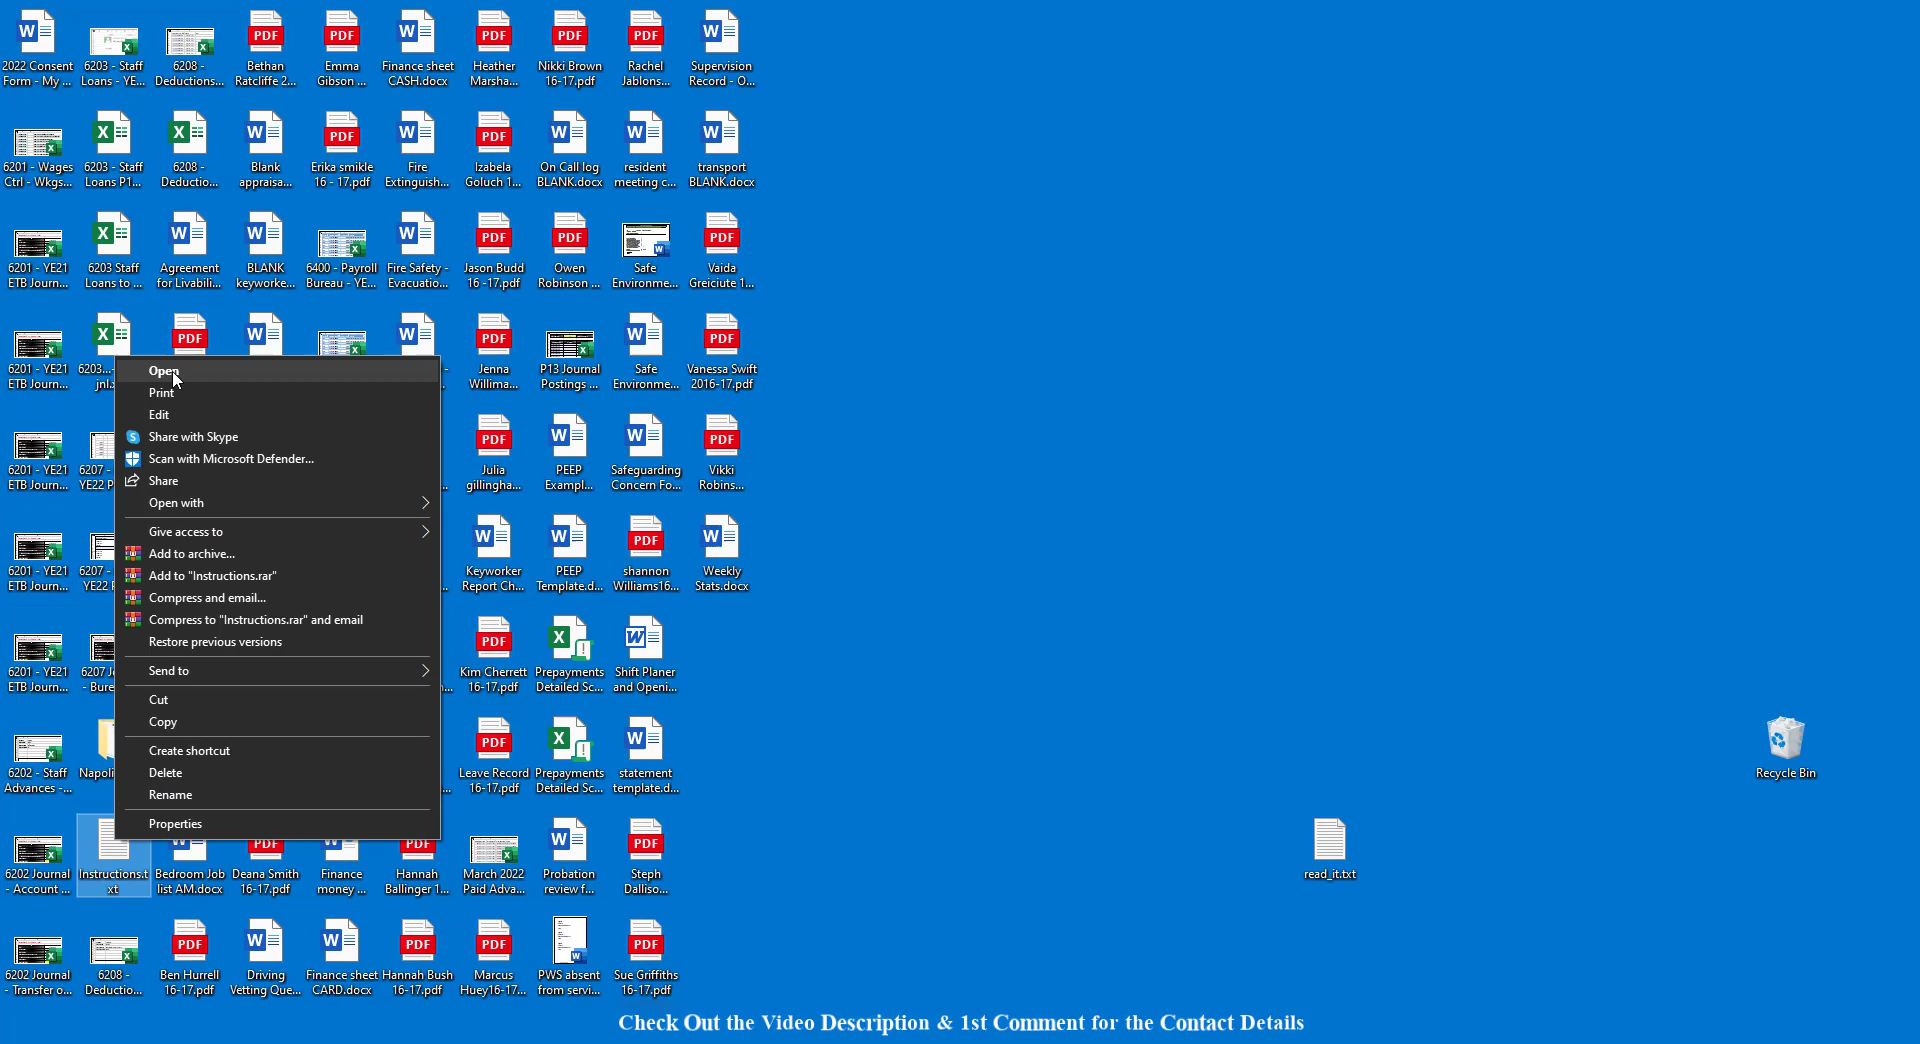 2022 Consent
Form - My ...
6203 - Staff
Loans - YE...
6208 -
Deductions...
Bethan
Ratcliffe 2...
Emma
Gibson ...
Finance sheet
CASH.docx
Heather
Marsha...
Nikki Brown
16-17.pdf
Rachel
Jablons...
Supervision
Record - O...
6201 - Wages
Ctrl - Wkgs...
6203 - Staff
Loans P1...
6208 -
Deductio...
Blank
appraisa...
Erika smikle
16 - 17.pdf
Fire
Extinguish...
Izabela
Goluch 1...
On Call log
BLANK.docx
resident
meeting c...
transport
BLANK.docx
6201 - YE21
ETB Journ...
6203 Staff
Loans to ...
Agreement
for Livabili...
BLANK
keyworke...
6400 - Payroll
Bureau - YE...
Fire Safety -
Evacuatio...
Jason Budd
16 -17.pdf
Owen
Robinson ...
Safe
Environme...
Vaida
Greiciute 1...
6201 - YE21
ETB Journ...
6203...
Jenna
Willima...
P13 Journal
Postings ...
Safe
Environme...
Vanessa Swift
2016-17.pdf
Open
Print
Edit
Share with Skype
Scan with Microsoft Defender...
Share
Open with
Give access to
Add to archive...
Add to "Instructions.rar"
Compress and email...
Compress to "Instructions.rar" and email
Restore previous versions
Send to
Cut
Copy
Create shortcut
Delete
Rename
Properties
6201 - YE21
ETB Journ...
6207 -
YE22 P
Julia
gillingha...
PEEP
Exampl...
Safeguarding
Concern Fo...
Vikki
Robins...
6201 - YE21
ETB Journ...
6207 -
YE22
Keyworker
Report Ch...
PEEP
Template.d...
shannon
Williams16...
Weekly
Stats.docx
6201 - YE21
ETB Journ...
6207 J
- Bure
Kim Cherrett
16-17.pdf
Prepayments
Detailed Sc...
Shift Planer
and Openi...
6202 - Staff
Advances -...
Napoli
Leave Record
16-17.pdf
Prepayments
Detailed Sc...
statement
template.d...
Recycle Bin
6202 Journal
- Account ...
Instructions.t
xt
Bedroom Job
list AM.docx
Deana Smith
16-17.pdf
Finance
money ...
Hannah
Ballinger 1...
March 2022
Paid Adva...
Probation
review f...
Steph
Dalliso...
read_it.txt
6202 Journal
- Transfer o...
6208 -
Deductio...
Ben Hurrell
16-17.pdf
Driving
Vetting Que...
Finance sheet
CARD.docx
Hannah Bush
16-17.pdf
Marcus
Huey16-17...
PWS absent
from servi...
Sue Griffiths
16-17.pdf
Check Out the Video Description & 1st Comment for the Contact Details